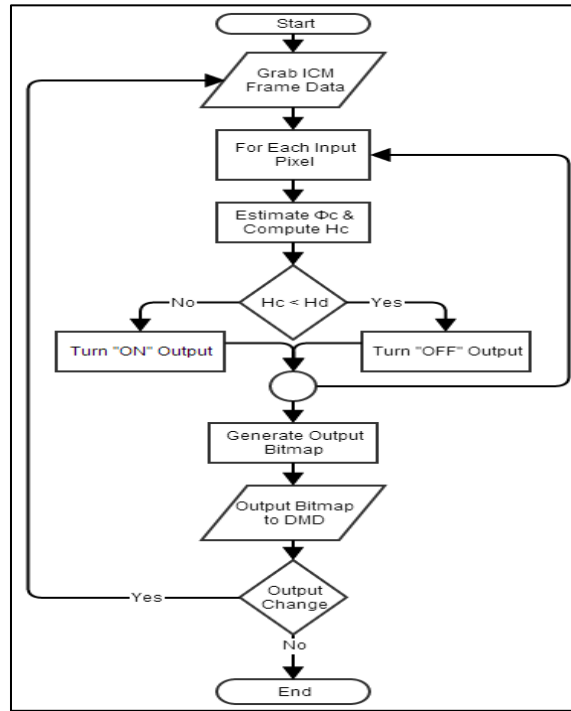 Start
Grab ICM
Frame Data
For Each Input
Pixel
Estimate Φc &
Compute Hc
Hc < Hd
No
Yes
Turn "ON" Output
Turn "OFF" Output
Generate Output
Bitmap
Output Bitmap
to DMD
Output
Change
Yes
No
End